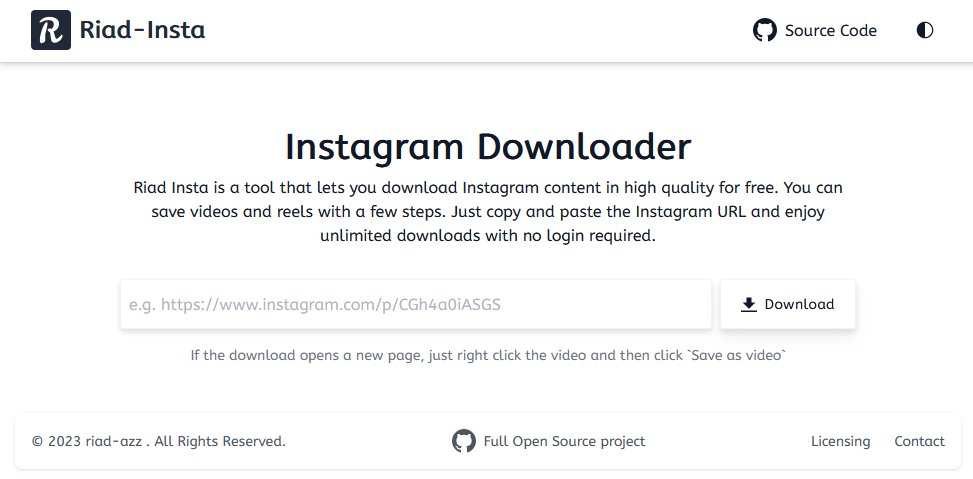 R Riad-Insta
Source Code
Instagram Downloader
Riad Insta is a tool that lets you download Instagram content in high quality for free. You can
save videos and reels with a few steps. Just copy and paste the Instagram URL and enjoy
unlimited downloads with no login required.
e.g. https://www.instagram.com/p/CGh4a0iASGS
Download
If the download opens a new page, just right click the video and then click `Save as video`
© 2023 riad-azz . All Rights Reserved.
Full Open Source project
Licensing
Contact